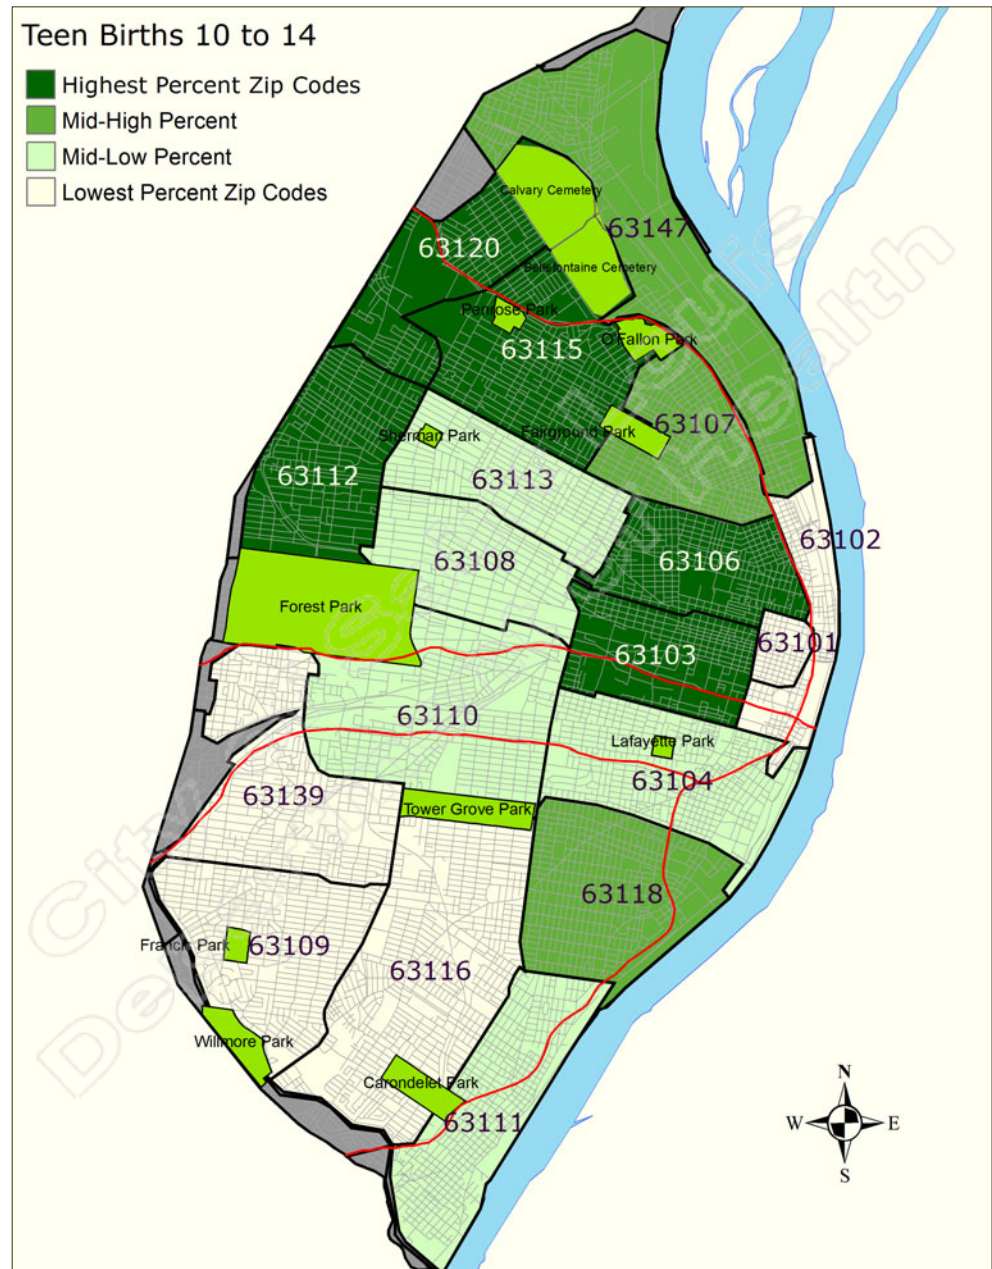 Teen Births 10 to 14
Highest Percent Zip Codes
Mid-High Percent
Mid-Low Percent
Lowest Percent Zip Codes
Calvary Cemetery
63147
63120
Bellefontaine Cemetery
Penrose Park
O'Fallon Park
63115
63107
Fairground Park
Sherman Park
63112
63113
63102
63108
63106
Forest Park
63101
63103
63110
Lafayette Park
63104
63139
Tower Grove Park
63118
Francis Park
63109
63116
Willmore Park
Carondelet Park
63111
N
W
E
S